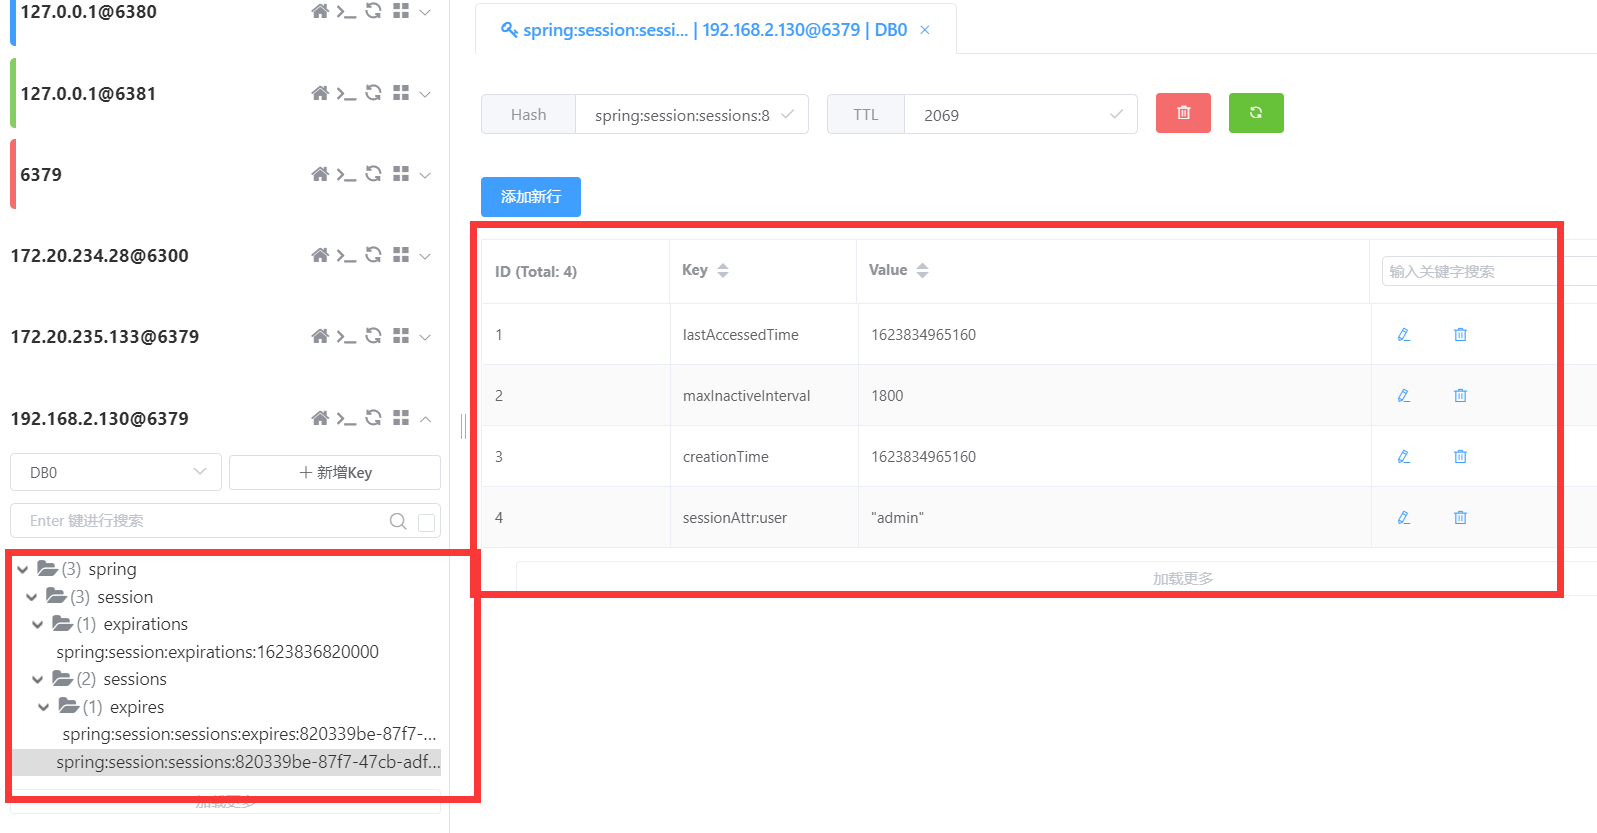 127.0.0.1@6380
127.0.0.1@6381
6379
172.20.234.28@6300
172.20.235.133@6379
192.168.2.130@6379
DB0
新增Key
Enter 键进行搜索
(3) spring
(3) session
(1) expirations
spring:session:expirations:1623836820000
(2) sessions
(1) expires
spring:session:sessions:expires:820339be-87f7-...
spring:session:sessions:820339be-87f7-47cb-adf...
加载更多
spring:session:sessi... | 192.168.2.130@6379 | DB0
Hash spring:session:sessions:8 TTL 2069
添加新行
ID (Total: 4) Key Value 输入关键字搜索
1 lastAccessedTime 1623834965160
2 maxInactiveInterval 1800
3 creationTime 1623834965160
4 sessionAttr:user "admin"
加载更多